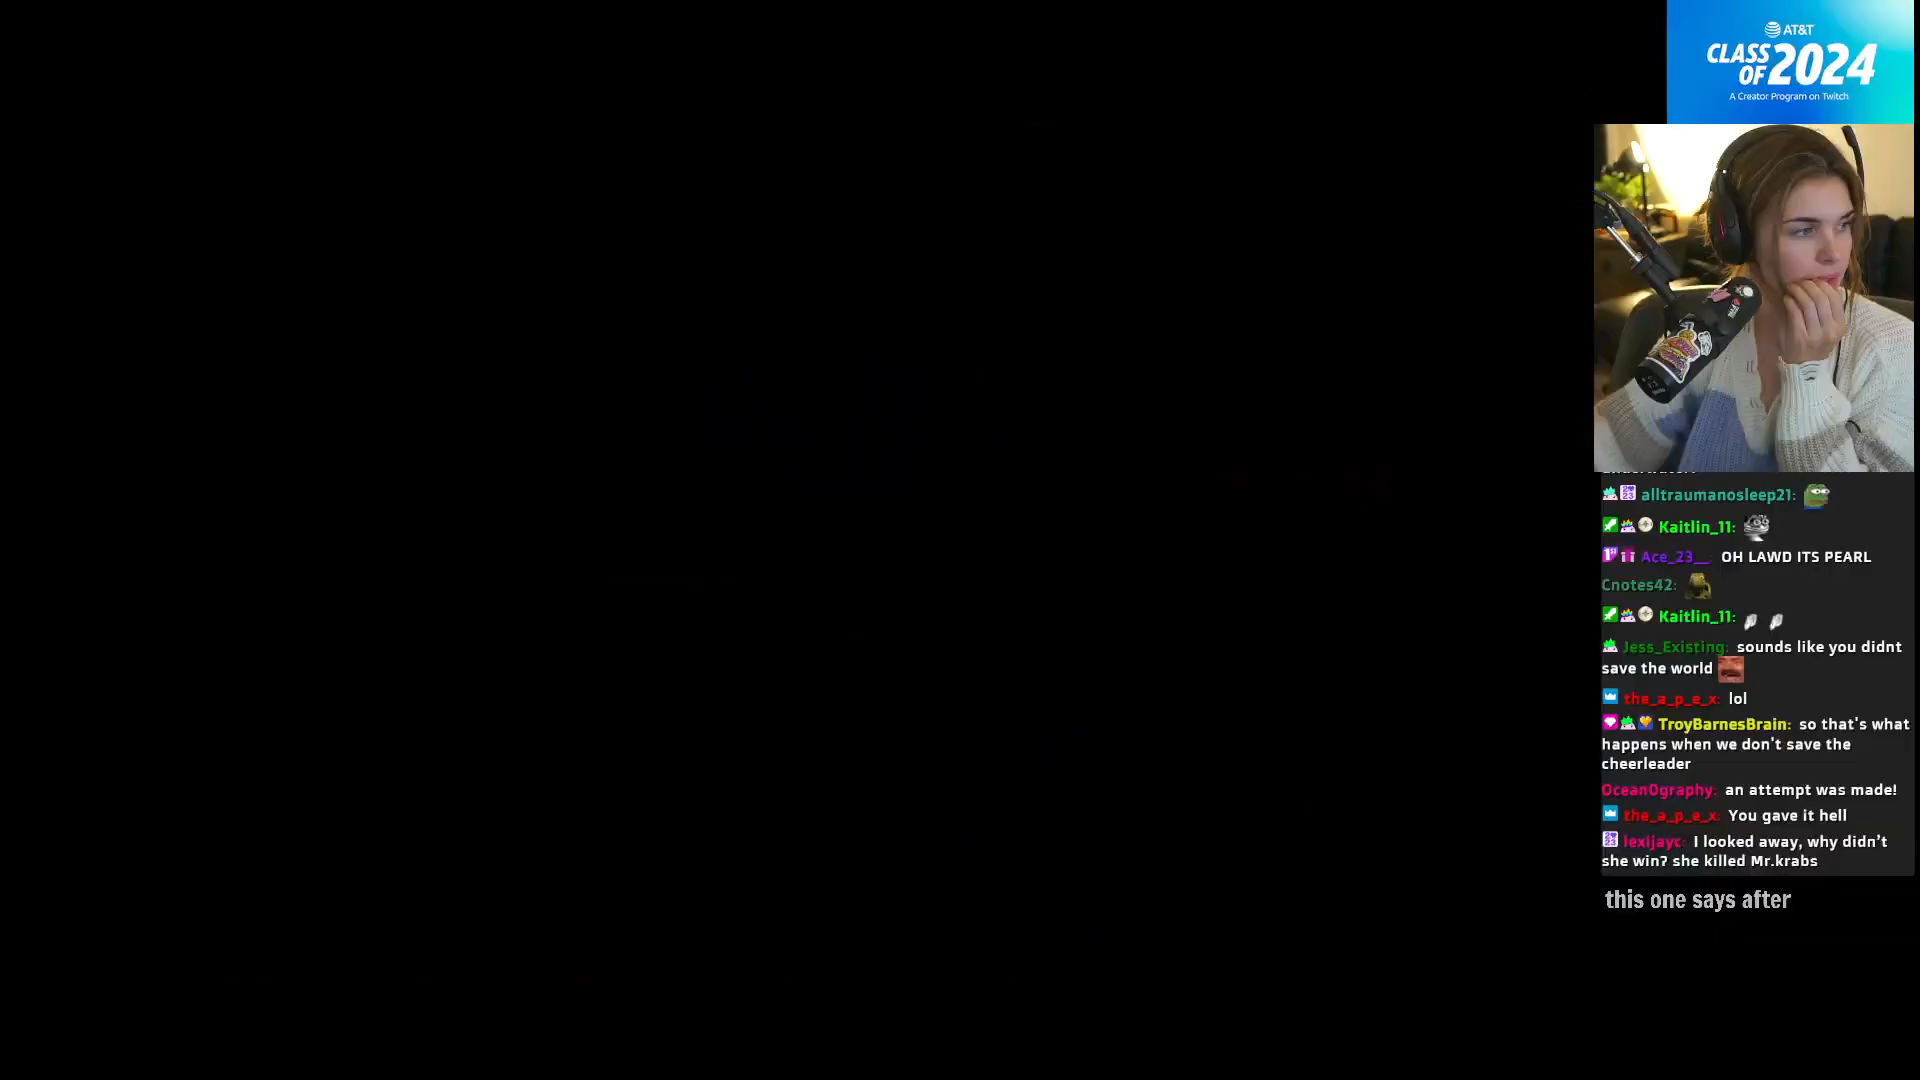 AT&T
CLASS
OF 2024
A Creator Program on Twitch
alltraumanosleep21:
Kaitlin_11:
Ace_23__: OH LAWD ITS PEARL
Cnotes42:
Kaitlin_11:
Jess_Existing: sounds like you didnt
save the world
the_a_p_e_x: lol
TroyBarnesBrain: so that's what
happens when we don't save the
cheerleader
OceanOgraphy: an attempt was made!
the_a_p_e_x: You gave it hell
lexijayc: I looked away, why didn't
she win? she killed Mr.krabs
this one says after